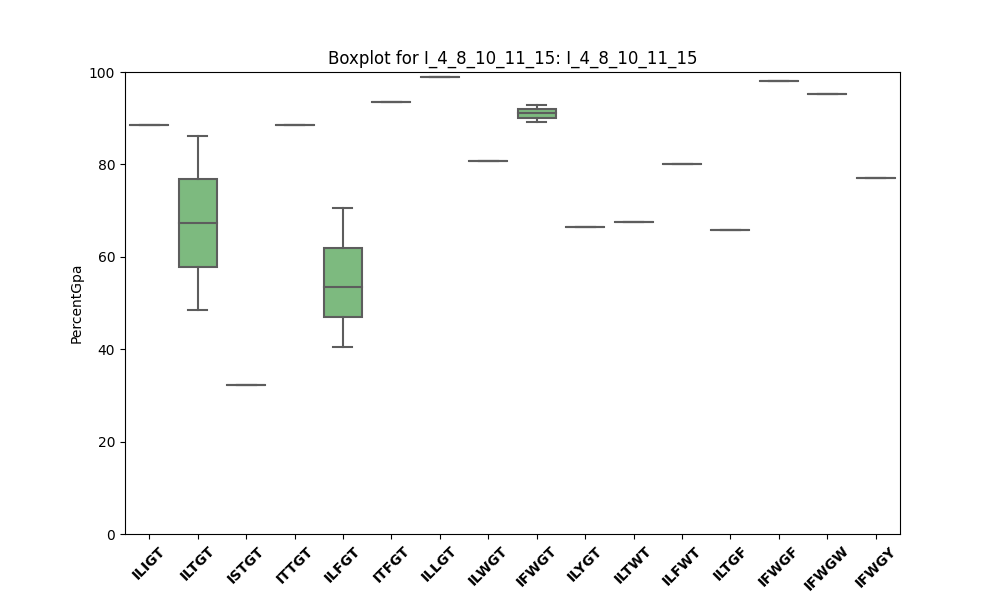 Boxplot for I_4_8_10_11_15: I_4_8_10_11_15
PercentGpa
100
80
60
40
20
0
ILIGT
ILTGT
ISTGT
ITTGT
ILFGT
ITFGT
ILLGT
ILWGT
IFWGT
ILYGT
ILTWT
ILFWT
ILTGF
IFWGF
IFWGW
IFWGY